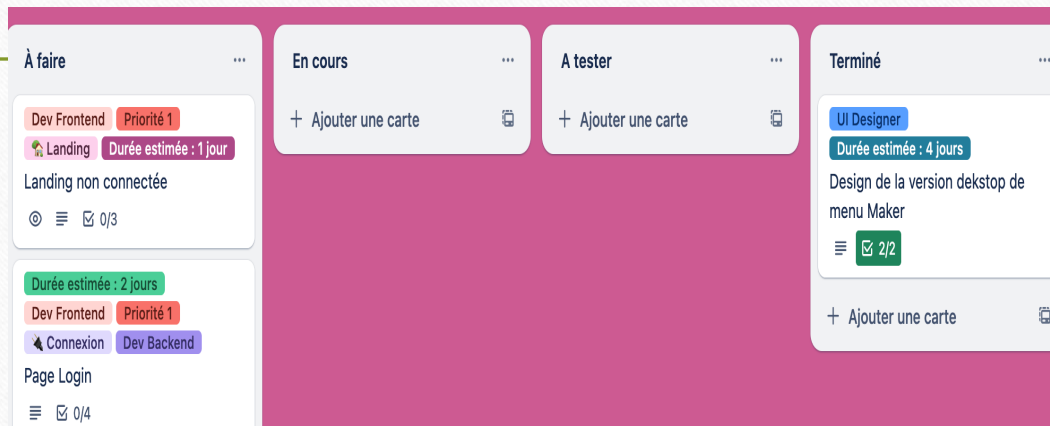 À faire
Dev Frontend Priorité 1
🏡 Landing Durée estimée : 1 jour
Landing non connectée
0/3
Durée estimée : 2 jours
Dev Frontend Priorité 1
🔌 Connexion Dev Backend
Page Login
0/4
En cours
+ Ajouter une carte
A tester
+ Ajouter une carte
Terminé
UI Designer
Durée estimée : 4 jours
Design de la version dekstop de
menu Maker
2/2
+ Ajouter une carte